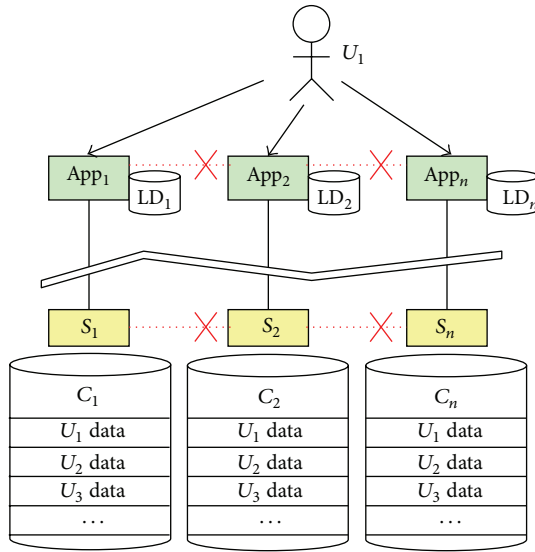 U₁
App₁ App₂ Appₙ
LD₁ LD₂ LDₙ
S₁ S₂ Sₙ
C₁ C₂ Cₙ
U₁ data U₁ data U₁ data
U₂ data U₂ data U₂ data
U₃ data U₃ data U₃ data
... ... ...